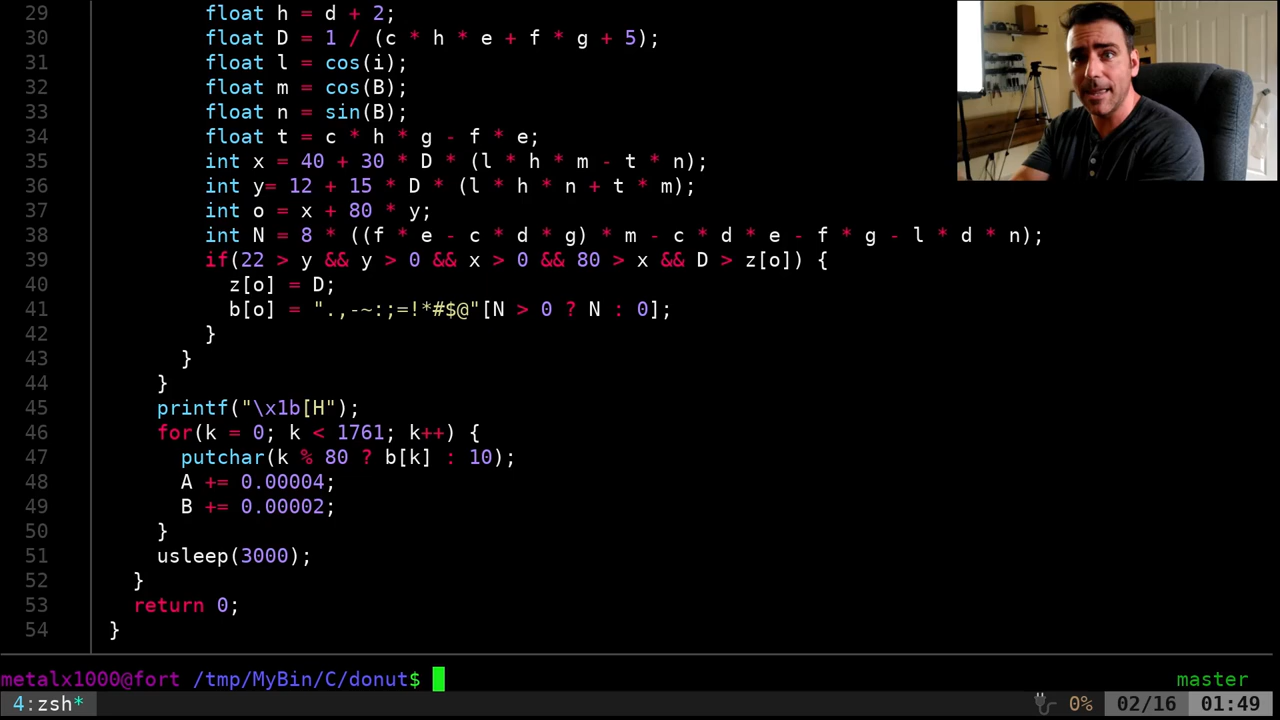 29 float h = d + 2;
30 float D = 1 / (c * h * e + f * g + 5);
31 float l = cos(i);
32 float m = cos(B);
33 float n = sin(B);
34 float t = c * h * g - f * e;
35 int x = 40 + 30 * D * (l * h * m - t * n);
36 int y= 12 + 15 * D * (l * h * n + t * m);
37 int o = x + 80 * y;
38 int N = 8 * ((f * e - c * d * g) * m - c * d * e - f * g - l * d * n);
39 if(22 > y && y > 0 && x > 0 && 80 > x && D > z[o]) {
40 z[o] = D;
41 b[o] = ".,-~:;=!*#$@"[N > 0 ? N : 0];
42 }
43 }
44 }
45 printf("\x1b[H");
46 for(k = 0; k < 1761; k++) {
47 putchar(k % 80 ? b[k] : 10);
48 A += 0.00004;
49 B += 0.00002;
50 }
51 usleep(3000);
52 }
53 return 0;
54 }
metalx1000@fort /tmp/MyBin/C/donut$ master
4:zsh* 0% 02/16 01:49